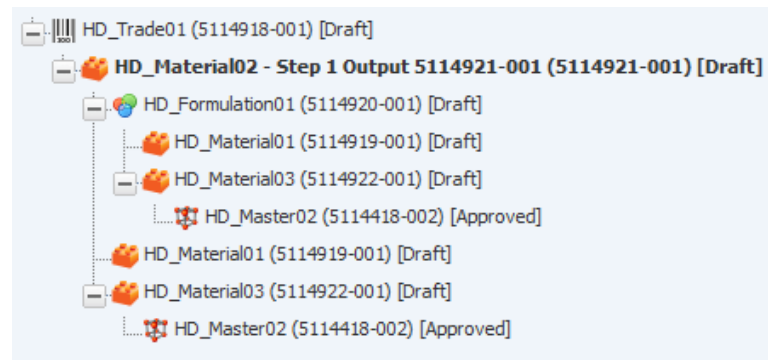 HD_Trade01 (5114918-001) [Draft]
HD_Material02 - Step 1 Output 5114921-001 (5114921-001) [Draft]
HD_Formulation01 (5114920-001) [Draft]
HD_Material01 (5114919-001) [Draft]
HD_Material03 (5114922-001) [Draft]
HD_Master02 (5114418-002) [Approved]
HD_Material01 (5114919-001) [Draft]
HD_Material03 (5114922-001) [Draft]
HD_Master02 (5114418-002) [Approved]